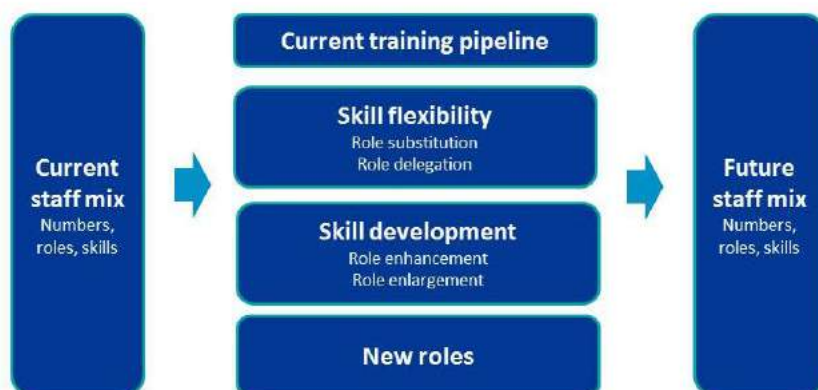 Current
staff mix
Numbers,
roles, skills
Current training pipeline
Skill flexibility
Role substitution
Role delegation
Skill development
Role enhancement
Role enlargement
New roles
Future
staff mix
Numbers,
roles, skills